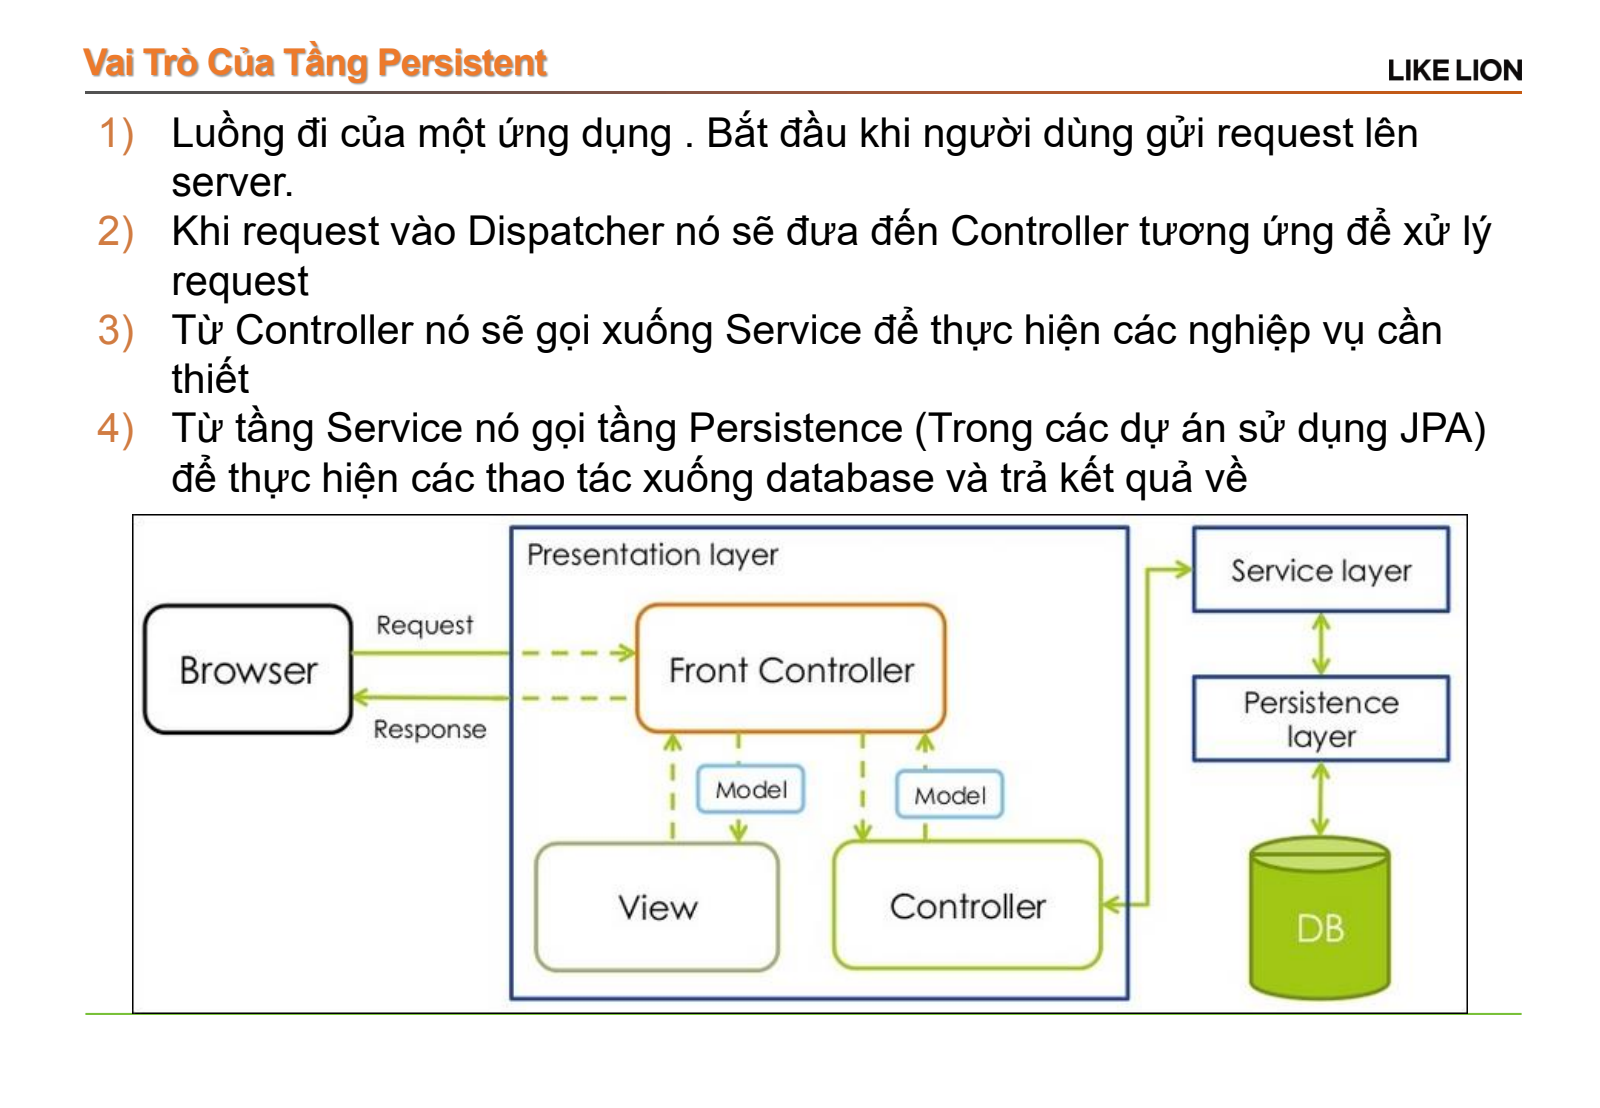 Vai Trò Của Tầng Persistent
LIKE LION
1) Luồng đi của một ứng dụng . Bắt đầu khi người dùng gửi request lên
server.
2) Khi request vào Dispatcher nó sẽ đưa đến Controller tương ứng để xử lý
request
3) Từ Controller nó sẽ gọi xuống Service để thực hiện các nghiệp vụ cần
thiết
4) Từ tầng Service nó gọi tầng Persistence (Trong các dự án sử dụng JPA)
để thực hiện các thao tác xuống database và trả kết quả về
Presentation layer
Service layer
Browser
Request
Response
Front Controller
Persistence
layer
Model
Model
View
Controller
DB